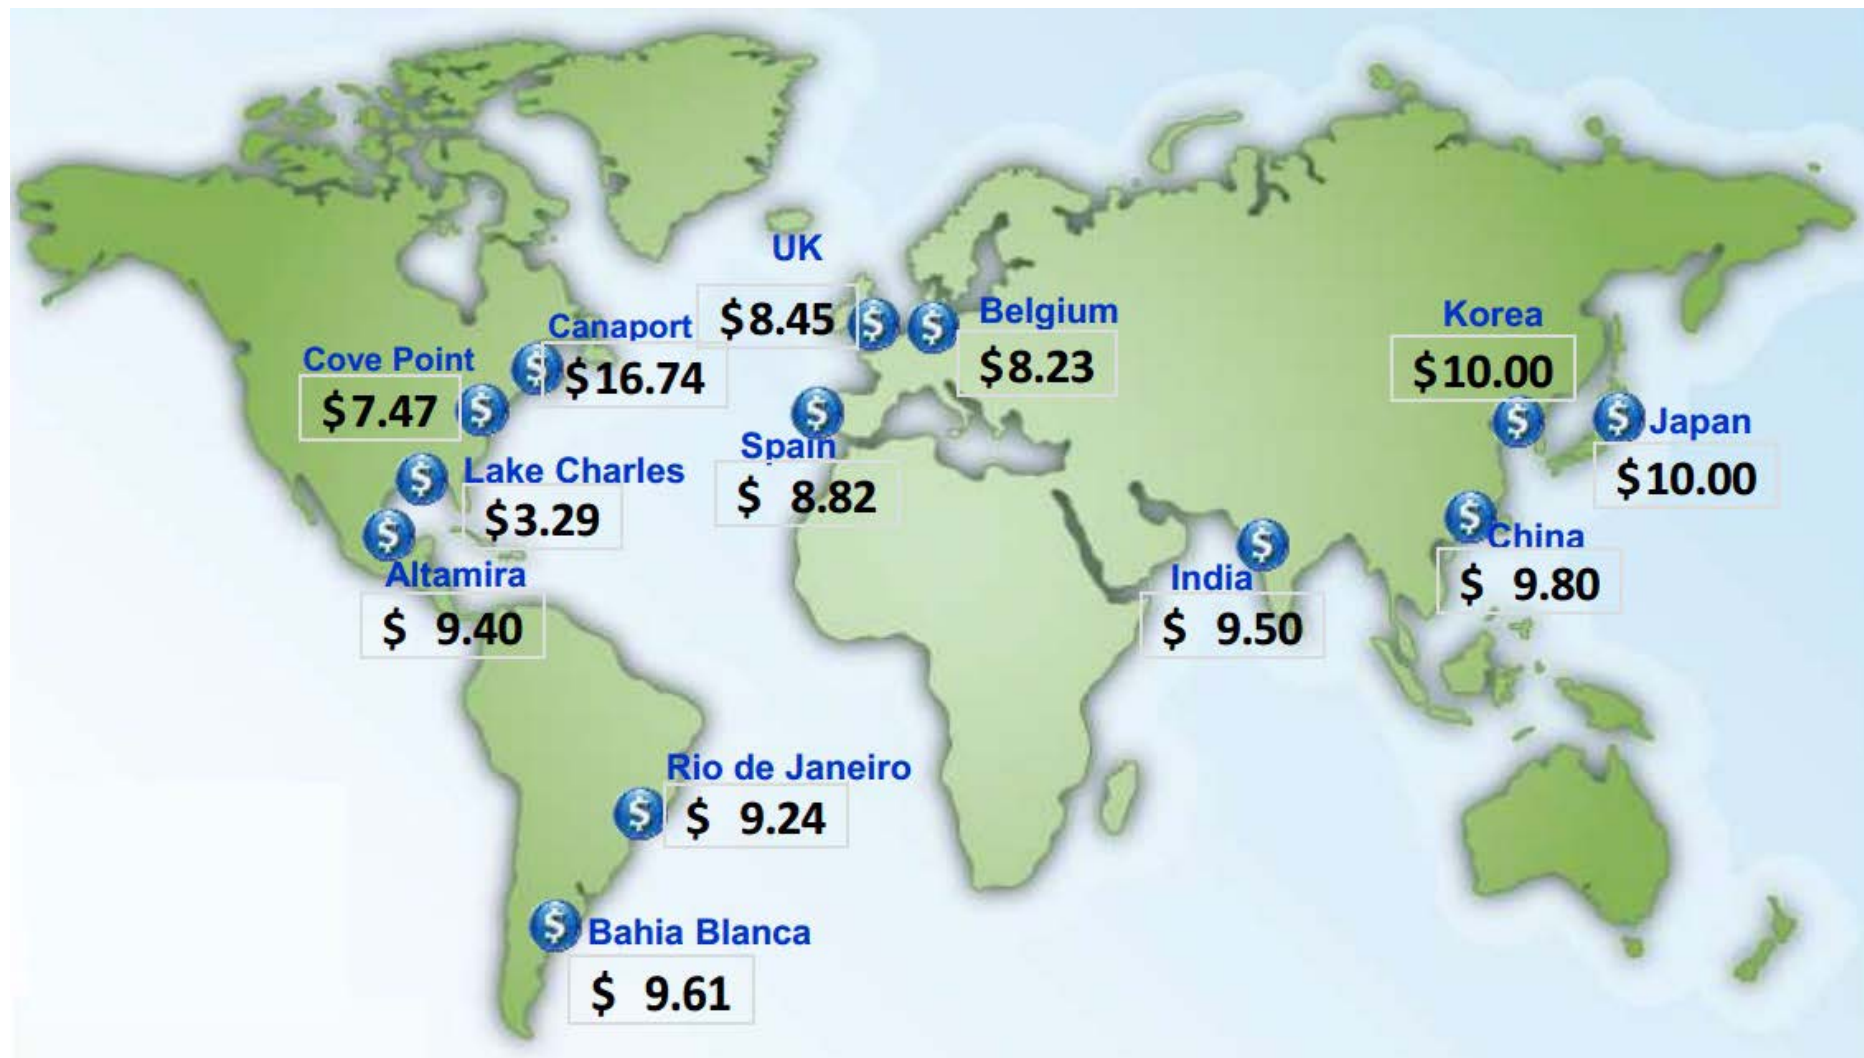 UK
$8.45
Belgium
$8.23
Korea
$10.00
Canaport
$16.74
Cove Point
$7.47
Spain
$ 8.82
Japan
$10.00
Lake Charles
$3.29
China
$ 9.80
Altamira
$ 9.40
India
$ 9.50
Rio de Janeiro
$ 9.24
Bahia Blanca
$ 9.61
$
$
$
$
$
$
$
$
$
$
$
$
$